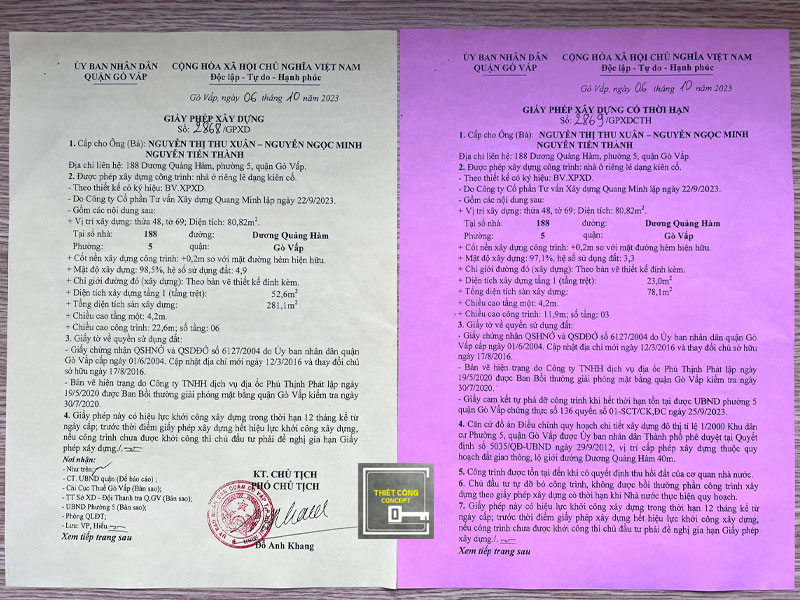 ỦY BAN NHÂN DÂN
QUẬN GÒ VẤP
CỘNG HÒA XÃ HỘI CHỦ NGHĨA VIỆT NAM
Độc lập - Tự do - Hạnh phúc
Gò Vấp, ngày 06 tháng 10 năm 2023
GIẤY PHÉP XÂY DỰNG
Số: 2868/GPXD
1. Cấp cho Ông (Bà): NGUYỄN THỊ THU XUÂN – NGUYỄN NGỌC MINH
NGUYỄN TIẾN THÀNH
Địa chỉ liên hệ: 188 Dương Quảng Hàm, phường 5, quận Gò Vấp.
2. Được phép xây dựng công trình: nhà ở riêng lẻ dạng kiên cố.
- Theo thiết kế có ký hiệu: BV.XPXD.
- Do Công ty Cổ phần Tư vấn Xây dựng Quang Minh lập ngày 22/9/2023.
- Gồm các nội dung sau:
+ Vị trí xây dựng: thửa 48, tờ 69; Diện tích: 80,82m².
Tại số nhà: 188 đường: Dương Quảng Hàm
Phường: 5 quận: Gò Vấp
+ Cốt nền xây dựng công trình: +0,2m so với mặt đường hẻm hiện hữu.
+ Mật độ xây dựng: 98,5%, hệ số sử dụng đất: 4,9
+ Chỉ giới đường đỏ (xây dựng): Theo bản vẽ thiết kế đính kèm.
+ Diện tích xây dựng tầng 1 (tầng trệt): 52,6m²
+ Tổng diện tích sàn xây dựng: 281,1m²
+ Chiều cao tầng một: 4,2m.
+ Chiều cao công trình: 22,6m; số tầng: 06
3. Giấy tờ về quyền sử dụng đất:
- Giấy chứng nhận QSHNỞ và QSDĐỞ số 6127/2004 do Ủy ban nhân dân quận
Gò Vấp cấp ngày 01/6/2004. Cập nhật địa chỉ mới ngày 12/3/2016 và thay đổi chủ sở
hữu ngày 17/8/2016.
- Bản vẽ hiện trạng do Công ty TNHH dịch vụ địa ốc Phú Thịnh Phát lập ngày
19/5/2020 được Ban Bồi thường giải phóng mặt bằng quận Gò Vấp kiểm tra ngày
30/7/2020.
4. Giấy phép này có hiệu lực khởi công xây dựng trong thời hạn 12 tháng kể từ
ngày cấp; trước thời điểm giấy phép xây dựng hết hiệu lực khởi công xây dựng,
nếu công trình chưa được khởi công thì chủ đầu tư phải đề nghị gia hạn Giấy
phép xây dựng./.
Nơi nhận:
- Như trên;
- CT. UBND quận (Để báo cáo);
- Chi Cục Thuế Gò Vấp (Bản sao);
- TT Sở XD - Đội Thanh tra Q.GV (Bản sao);
- UBND Phường 5 (Bản sao);
- Phòng QLĐT;
- Lưu: VP, Hiếu
Xem tiếp trang sau
KT. CHỦ TỊCH
PHÓ CHỦ TỊCH
Đỗ Anh Khang
THIẾT CÔNG
CONCEPT
ỦY BAN NHÂN DÂN
QUẬN GÒ VẤP
CỘNG HÒA XÃ HỘI CHỦ NGHĨA VIỆT NAM
Độc lập - Tự do - Hạnh phúc
Gò Vấp, ngày 06 tháng 10 năm 2023
GIẤY PHÉP XÂY DỰNG CÓ THỜI HẠN
Số: 2869/GPXDCTH
1. Cấp cho Ông (Bà): NGUYỄN THỊ THU XUÂN – NGUYỄN NGỌC MINH
NGUYỄN TIẾN THÀNH
Địa chỉ liên hệ: 188 Dương Quảng Hàm, phường 5, quận Gò Vấp.
2. Được phép xây dựng công trình: nhà ở riêng lẻ dạng kiên cố.
- Theo thiết kế có ký hiệu: BV.XPXD.
- Do Công ty Cổ phần Tư vấn Xây dựng Quang Minh lập ngày 22/9/2023.
- Gồm các nội dung sau:
+ Vị trí xây dựng: thửa 48, tờ 69; Diện tích: 80,82m².
Tại số nhà: 188 đường: Dương Quảng Hàm
Phường: 5 quận: Gò Vấp
+ Cốt nền xây dựng công trình: +0,2m so với mặt đường hẻm hiện hữu.
+ Mật độ xây dựng: 97,1%, hệ số sử dụng đất: 3,3
+ Chỉ giới đường đỏ (xây dựng): Theo bản vẽ thiết kế đính kèm.
+ Diện tích xây dựng tầng 1 (tầng trệt): 23,0m²
+ Tổng diện tích sàn xây dựng: 78,1m²
+ Chiều cao tầng một: 4,2m.
+ Chiều cao công trình: 11,9m; số tầng: 03
3. Giấy tờ về quyền sử dụng đất:
- Giấy chứng nhận QSHNỞ và QSDĐỞ số 6127/2004 do Ủy ban nhân dân quận Gò
Vấp cấp ngày 01/6/2004. Cập nhật địa chỉ mới ngày 12/3/2016 và thay đổi chủ sở hữu
ngày 17/8/2016.
- Bản vẽ hiện trạng do Công ty TNHH dịch vụ địa ốc Phú Thịnh Phát lập ngày
19/5/2020 được Ban Bồi thường giải phóng mặt bằng quận Gò Vấp kiểm tra ngày
30/7/2020.
- Giấy cam kết tự phá dỡ công trình khi hết thời hạn tồn tại được UBND phường 5
quận Gò Vấp chứng thực số 136 quyển số 01-SCT/CK,ĐC ngày 25/9/2023.
4. Căn cứ đồ án Điều chỉnh quy hoạch chi tiết xây dựng đô thị tỉ lệ 1/2000 Khu dân
cư Phường 5, quận Gò Vấp được Ủy ban nhân dân Thành phố phê duyệt tại Quyết
định số 5035/QĐ-UBND ngày 29/9/2012, vị trí cấp phép xây dựng thuộc quy
hoạch đất giao thông, lộ giới đường Dương Quảng Hàm 40m.
5. Công trình được tồn tại đến khi có quyết định thu hồi đất của cơ quan nhà nước.
6. Chủ đầu tư tự dỡ bỏ công trình, không được bồi thường phần công trình xây
dựng theo giấy phép có thời hạn khi Nhà nước thực hiện quy hoạch.
7. Giấy phép này có hiệu lực khởi công xây dựng trong thời hạn 12 tháng kể từ
ngày cấp; trước thời điểm giấy phép xây dựng hết hiệu lực khởi công xây dựng,
nếu công trình chưa được khởi công thì chủ đầu tư phải đề nghị gia hạn Giấy phép
xây dựng./.
Xem tiếp trang sau